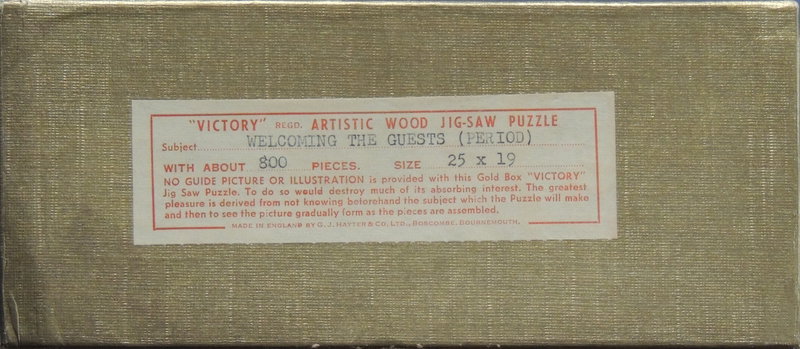 "VICTORY" REGD. ARTISTIC WOOD JIG-SAW PUZZLE
Subject WELCOMING THE GUESTS (PERIOD)
WITH ABOUT 800 PIECES. SIZE 25 x 19
NO GUIDE PICTURE OR ILLUSTRATION is provided with this Gold Box "VICTORY"
Jig Saw Puzzle. To do so would destroy much of its absorbing interest. The greatest
pleasure is derived from not knowing beforehand the subject which the Puzzle will make
and then to see the picture gradually form as the pieces are assembled.
MADE IN ENGLAND BY G. J. HAYTER & CO. LTD., BOSCOMBE, BOURNEMOUTH.